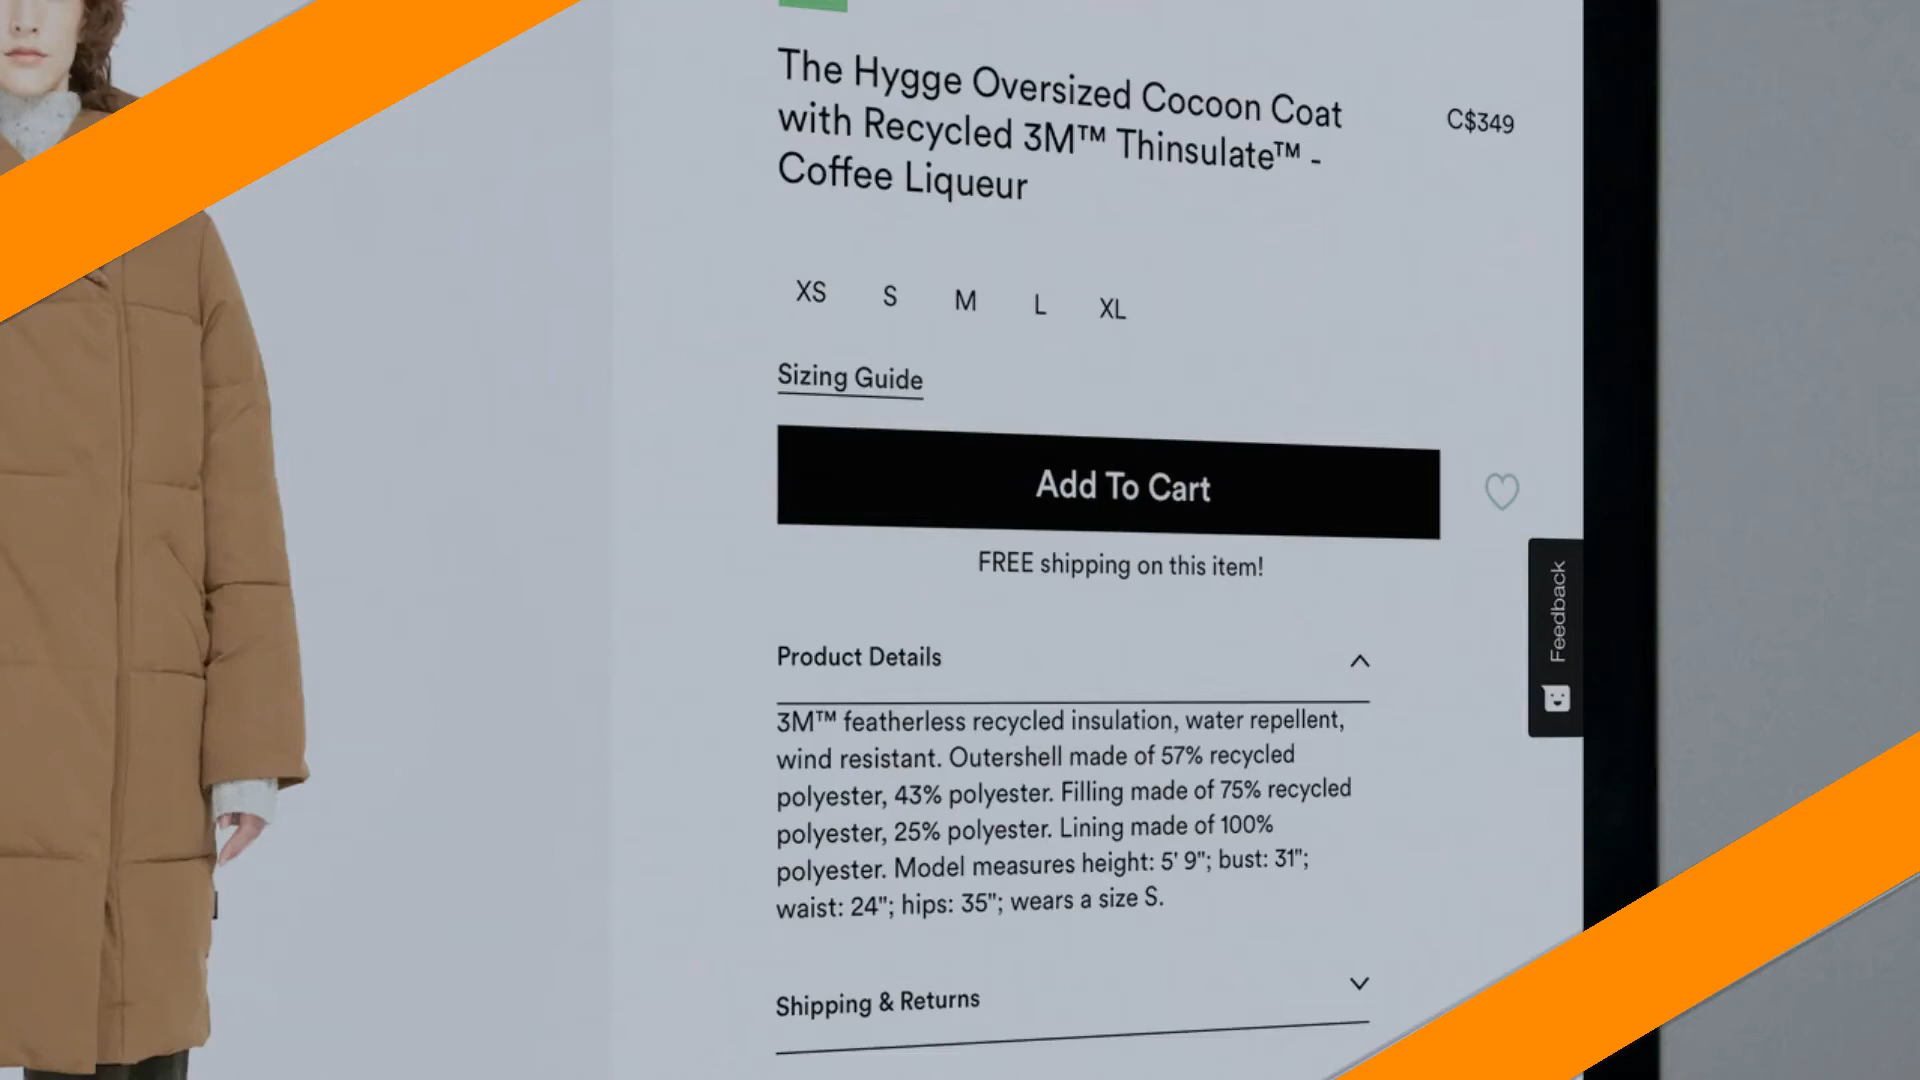 The Hygge Oversized Cocoon Coat
with Recycled 3M™ Thinsulate™ -
Coffee Liqueur
C$349
XS S M L XL
Sizing Guide
Add To Cart
FREE shipping on this item!
Feedback
Product Details
3M™ featherless recycled insulation, water repellent,
wind resistant. Outershell made of 57% recycled
polyester, 43% polyester. Filling made of 75% recycled
polyester, 25% polyester. Lining made of 100%
polyester. Model measures height: 5' 9"; bust: 31";
waist: 24"; hips: 35"; wears a size S.
Shipping & Returns